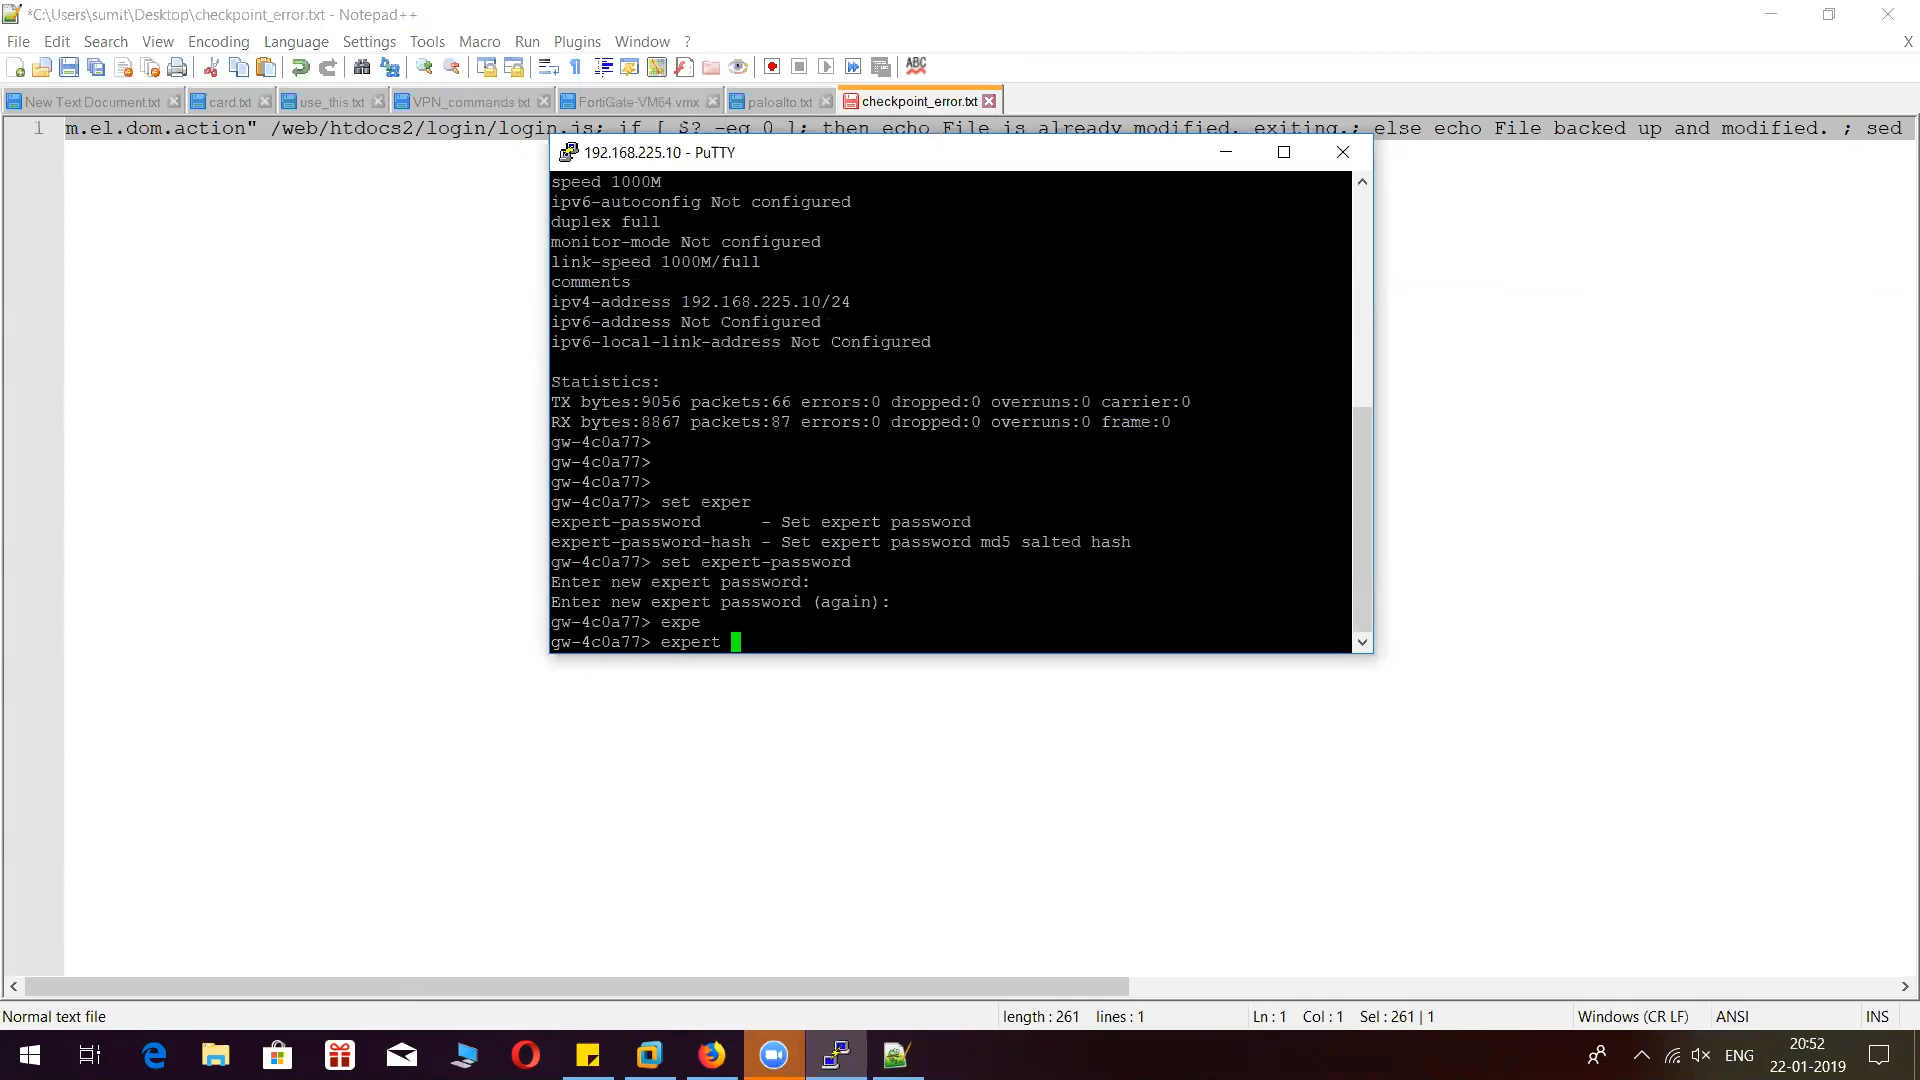 *C:\Users\sumit\Desktop\checkpoint_error.txt - Notepad++
File Edit Search View Encoding Language Settings Tools Macro Run Plugins Window ? X
New Text Document.txt card.txt use_this.txt VPN_commands.txt FortiGate-VM64.vmx paloalto.txt checkpoint_error.txt
1 m.el.dom.action" /web/htdocs2/login/login.js; if [ $? -eq 0 ]; then echo File is already modified, exiting.; else echo File backed up and modified. ; sed
192.168.225.10 - PuTTY
speed 1000M
ipv6-autoconfig Not configured
duplex full
monitor-mode Not configured
link-speed 1000M/full
comments
ipv4-address 192.168.225.10/24
ipv6-address Not Configured
ipv6-local-link-address Not Configured
Statistics:
TX bytes:9056 packets:66 errors:0 dropped:0 overruns:0 carrier:0
RX bytes:8867 packets:87 errors:0 dropped:0 overruns:0 frame:0
gw-4c0a77>
gw-4c0a77>
gw-4c0a77>
gw-4c0a77> set exper
expert-password - Set expert password
expert-password-hash - Set expert password md5 salted hash
gw-4c0a77> set expert-password
Enter new expert password:
Enter new expert password (again):
gw-4c0a77> expe
gw-4c0a77> expert
Normal text file length : 261 lines : 1 Ln : 1 Col : 1 Sel : 261 | 1 Windows (CR LF) ANSI INS
ENG 20:52
22-01-2019